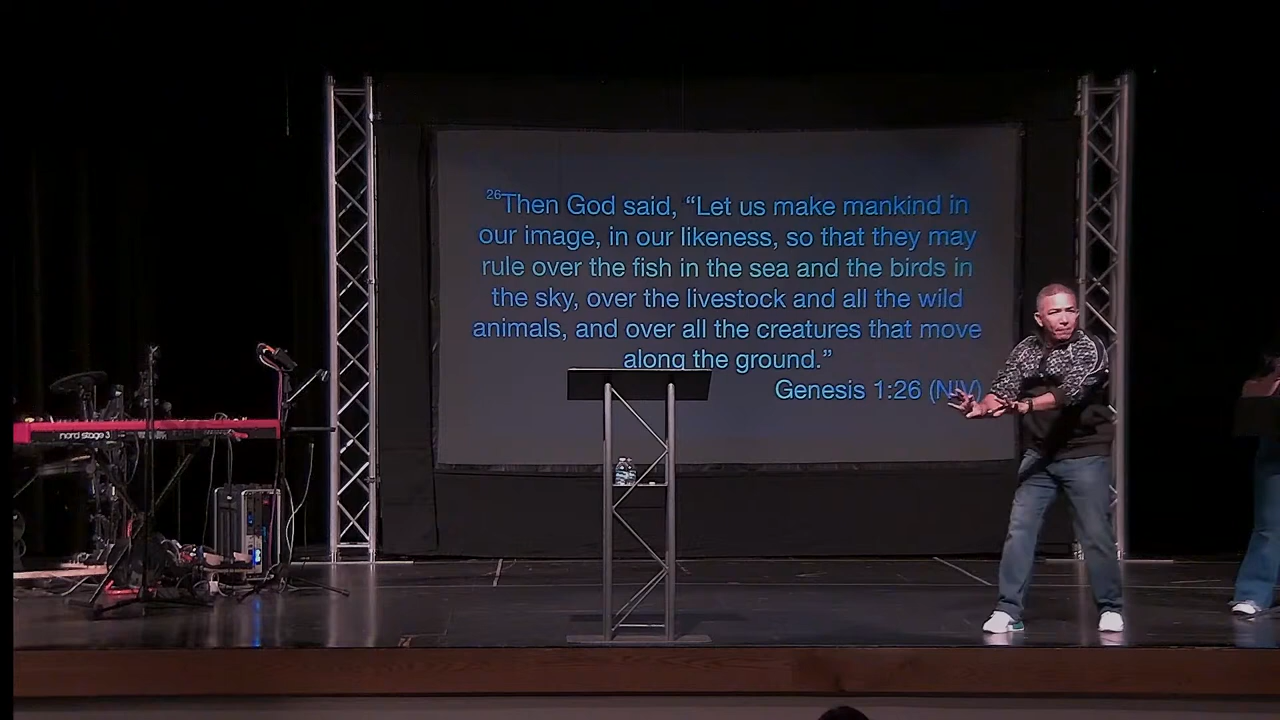 26Then God said, “Let us make mankind in
our image, in our likeness, so that they may
rule over the fish in the sea and the birds in
the sky, over the livestock and all the wild
animals, and over all the creatures that move
along the ground.”
Genesis 1:26 (NIV)
nord stage 3